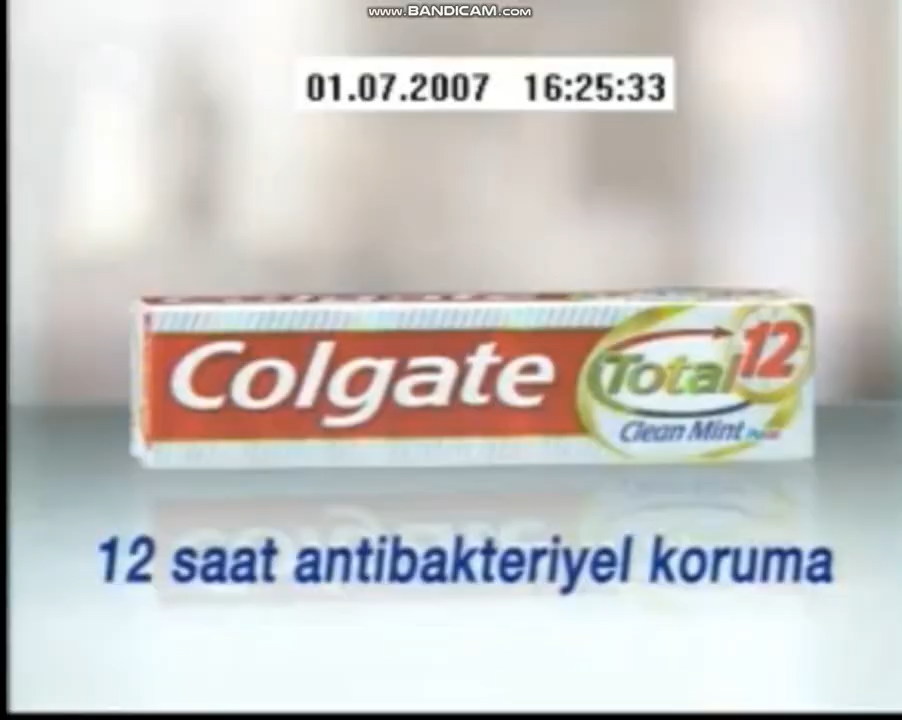 www.BANDICAM.com
01.07.2007 16:25:33
Colgate
Total 12
Clean Mint
12 saat antibakteriyel koruma